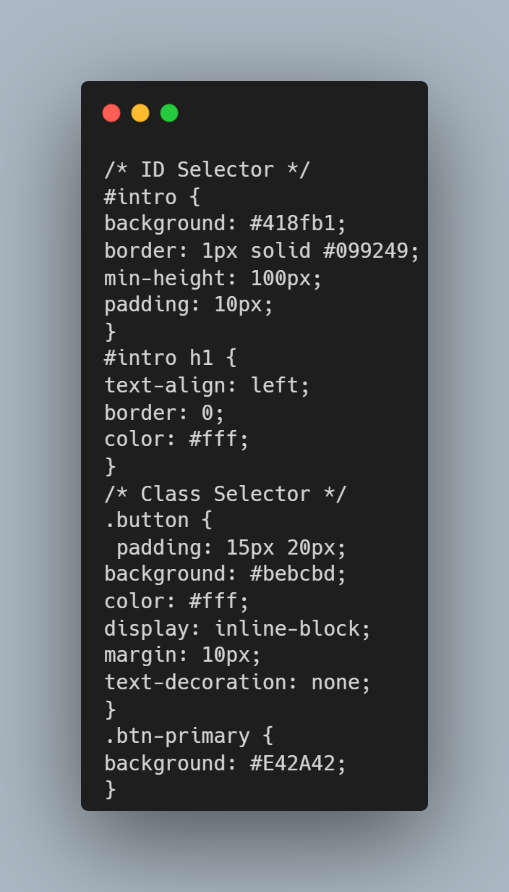 /* ID Selector */
#intro {
background: #418fb1;
border: 1px solid #099249;
min-height: 100px;
padding: 10px;
}
#intro h1 {
text-align: left;
border: 0;
color: #fff;
}
/* Class Selector */
.button {
 padding: 15px 20px;
background: #bebcbd;
color: #fff;
display: inline-block;
margin: 10px;
text-decoration: none;
}
.btn-primary {
background: #E42A42;
}